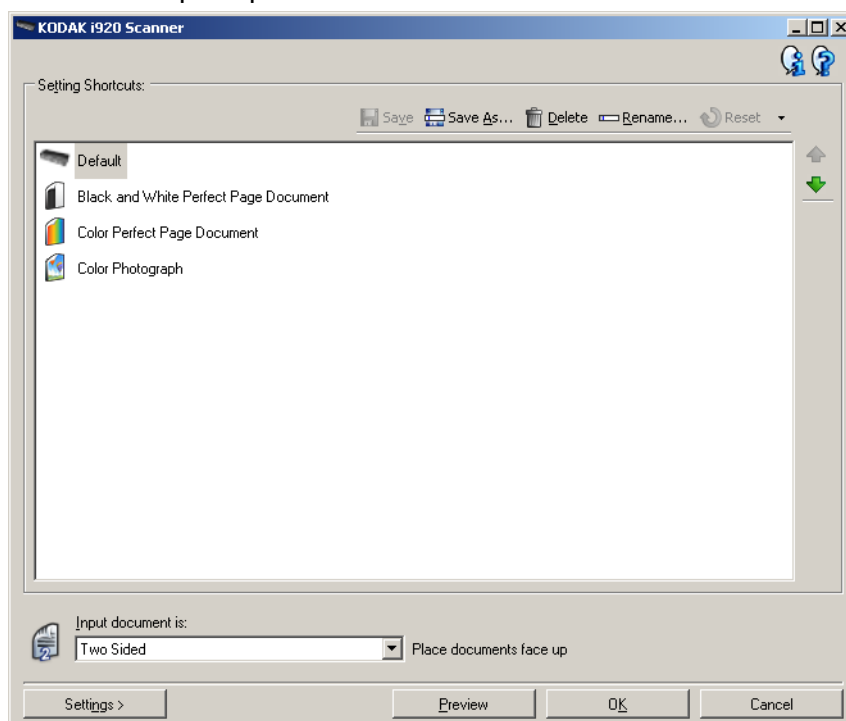 KODAK i920 Scanner
Setting Shortcuts:
Save Save As... Delete Rename... Reset
Default
Black and White Perfect Page Document
Color Perfect Page Document
Color Photograph
Input document is:
2 Two Sided Place documents face up
Settings > Preview OK Cancel